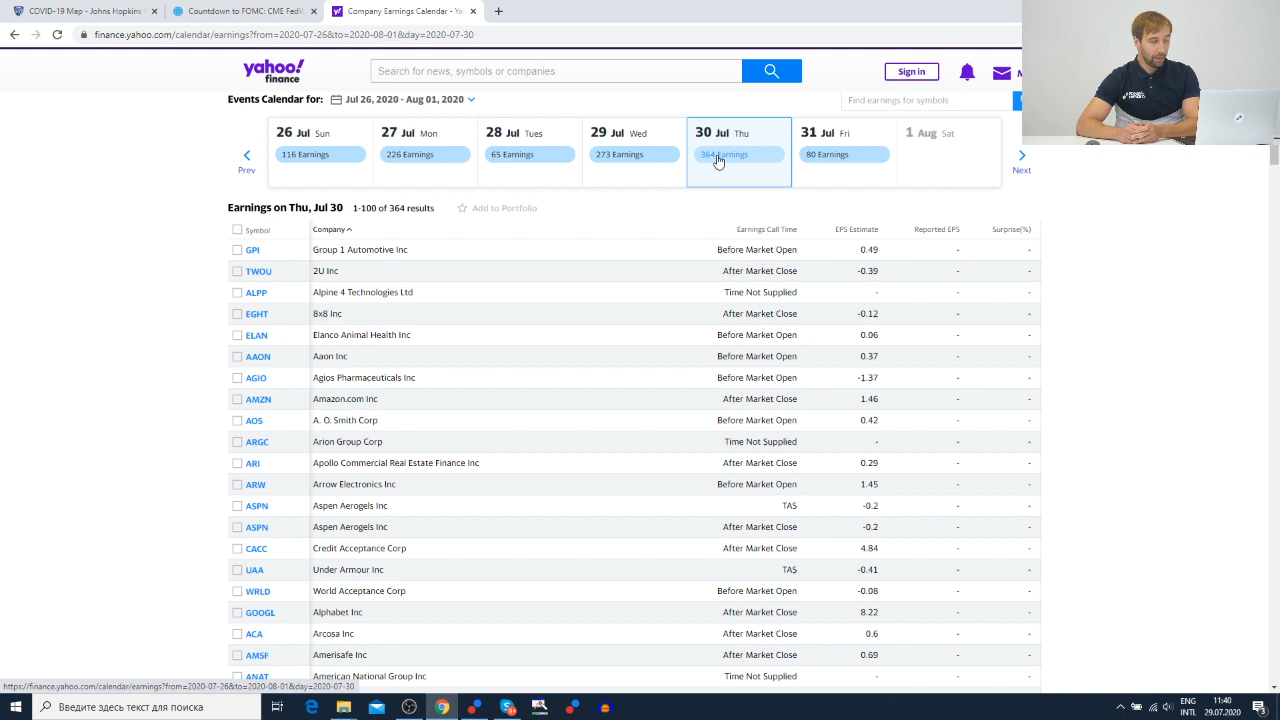 COVID-19 Map - Johns Hopkins
Countdown to FOMC: CME FedW
Company Earnings Calendar - Ya
finance.yahoo.com/calendar/earnings?from=2020-07-26&to=2020-08-01&day=2020-07-30
yahoo!
finance
Search for news, symbols or companies
Sign in
M
Events Calendar for:
Jul 26, 2020 - Aug 01, 2020
Find earnings for symbols
26 Jul Sun
116 Earnings
27 Jul Mon
226 Earnings
28 Jul Tues
65 Earnings
29 Jul Wed
273 Earnings
30 Jul Thu
364 Earnings
31 Jul Fri
80 Earnings
1 Aug Sat
Prev
Next
Earnings on Thu, Jul 30 1-100 of 364 results Add to Portfolio
Symbol Company Earnings Call Time EPS Estimate Reported EPS Surprise(%)
GPI Group 1 Automotive Inc Before Market Open 0.49 - -
TWOU 2U Inc After Market Close -0.39 - -
ALPP Alpine 4 Technologies Ltd Time Not Supplied - - -
EGHT 8x8 Inc After Market Close -0.12 - -
ELAN Elanco Animal Health Inc Before Market Open 0.06 - -
AAON Aaon Inc Before Market Open 0.37 - -
AGIO Agios Pharmaceuticals Inc Before Market Open -1.37 - -
AMZN Amazon.com Inc After Market Close 1.46 - -
AOS A. O. Smith Corp Before Market Open 0.42 - -
ARGC Arion Group Corp Time Not Supplied - - -
ARI Apollo Commercial Real Estate Finance Inc After Market Close 0.29 - -
ARW Arrow Electronics Inc Before Market Open 1.45 - -
ASPN Aspen Aerogels Inc TAS -0.2 - -
ASPN Aspen Aerogels Inc After Market Close -0.2 - -
CACC Credit Acceptance Corp After Market Close 4.84 - -
UAA Under Armour Inc TAS -0.41 - -
WRLD World Acceptance Corp Before Market Open -0.08 - -
GOOGL Alphabet Inc After Market Close 8.22 - -
ACA Arcosa Inc After Market Close 0.6 - -
AMSF Amerisafe Inc After Market Close 0.69 - -
ANAT American National Group Inc Time Not Supplied - - -
https://finance.yahoo.com/calendar/earnings?from=2020-07-26&to=2020-08-01&day=2020-07-30
Введите здесь текст для поиска
ENG
INTL
11:40
29.07.2020
3